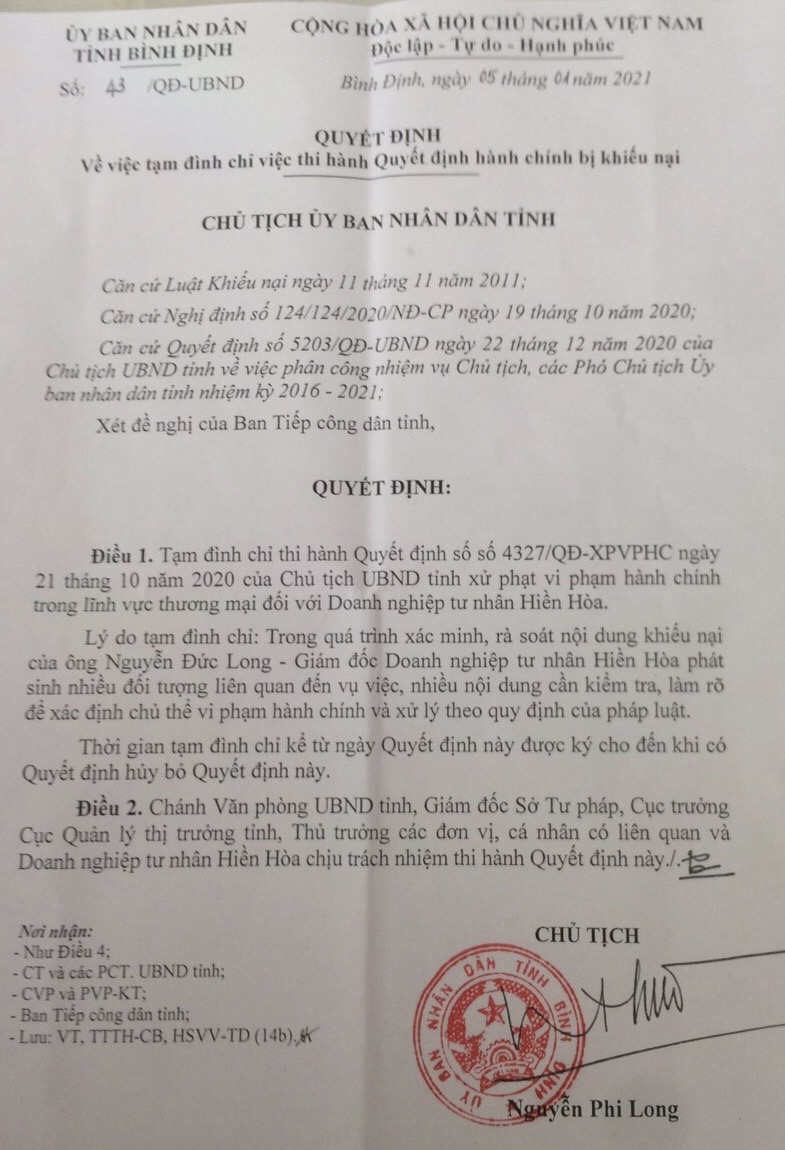 ỦY BAN NHÂN DÂN
TỈNH BÌNH ĐỊNH
Số: 43 /QĐ-UBND
CỘNG HÒA XÃ HỘI CHỦ NGHĨA VIỆT NAM
Độc lập - Tự do - Hạnh phúc
Bình Định, ngày 05 tháng 01 năm 2021
QUYẾT ĐỊNH
Về việc tạm đình chỉ việc thi hành Quyết định hành chính bị khiếu nại
CHỦ TỊCH ỦY BAN NHÂN DÂN TỈNH
Căn cứ Luật Khiếu nại ngày 11 tháng 11 năm 2011;
Căn cứ Nghị định số 124/124/2020/NĐ-CP ngày 19 tháng 10 năm 2020;
Căn cứ Quyết định số 5203/QĐ-UBND ngày 22 tháng 12 năm 2020 của
Chủ tịch UBND tỉnh về việc phân công nhiệm vụ Chủ tịch, các Phó Chủ tịch Ủy
ban nhân dân tỉnh nhiệm kỳ 2016 - 2021;
Xét đề nghị của Ban Tiếp công dân tỉnh,
QUYẾT ĐỊNH:
Điều 1. Tạm đình chỉ thi hành Quyết định số số 4327/QĐ-XPVPHC ngày
21 tháng 10 năm 2020 của Chủ tịch UBND tỉnh xử phạt vi phạm hành chính
trong lĩnh vực thương mại đối với Doanh nghiệp tư nhân Hiền Hòa.
Lý do tạm đình chỉ: Trong quá trình xác minh, rà soát nội dung khiếu nại
của ông Nguyễn Đức Long - Giám đốc Doanh nghiệp tư nhân Hiền Hòa phát
sinh nhiều đối tượng liên quan đến vụ việc, nhiều nội dung cần kiểm tra, làm rõ
để xác định chủ thể vi phạm hành chính và xử lý theo quy định của pháp luật.
Thời gian tạm đình chỉ kể từ ngày Quyết định này được ký cho đến khi có
Quyết định hủy bỏ Quyết định này.
Điều 2. Chánh Văn phòng UBND tỉnh, Giám đốc Sở Tư pháp, Cục trưởng
Cục Quản lý thị trường tỉnh, Thủ trưởng các đơn vị, cá nhân có liên quan và
Doanh nghiệp tư nhân Hiền Hòa chịu trách nhiệm thi hành Quyết định này./.
Nơi nhận:
- Như Điều 4;
- CT và các PCT. UBND tỉnh;
- CVP và PVP-KT;
- Ban Tiếp công dân tỉnh;
- Lưu: VT, TTTH-CB, HSVV-TD (14b).
CHỦ TỊCH
ỦY BAN NHÂN DÂN TỈNH BÌNH ĐỊNH
Nguyễn Phi Long